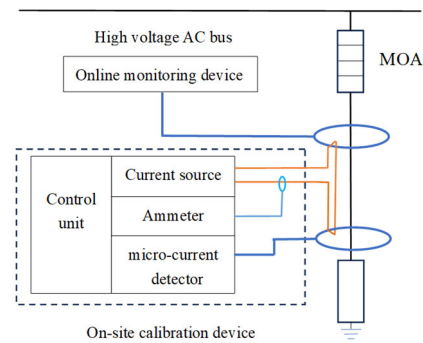 High voltage AC bus
MOA
Online monitoring device
Control
unit
Current source
Ammeter
micro-current
detector
On-site calibration device